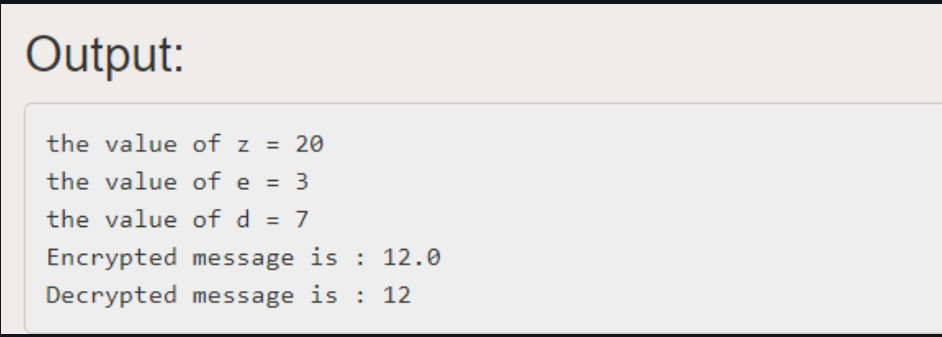 Output:
the value of z = 20
the value of e = 3
the value of d = 7
Encrypted message is : 12.0
Decrypted message is : 12